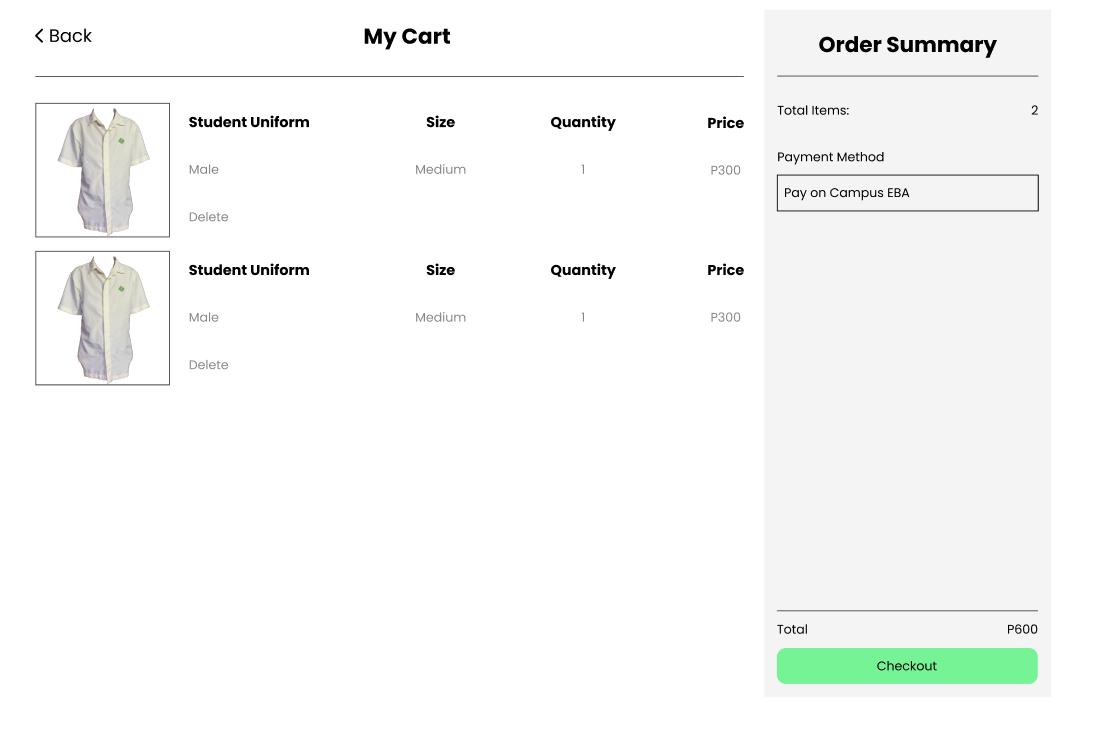 Back
My Cart
Student Uniform Size Quantity Price
Male Medium 1 P300
Delete
Student Uniform Size Quantity Price
Male Medium 1 P300
Delete
Order Summary
Total Items: 2
Payment Method
Pay on Campus EBA
Total P600
Checkout